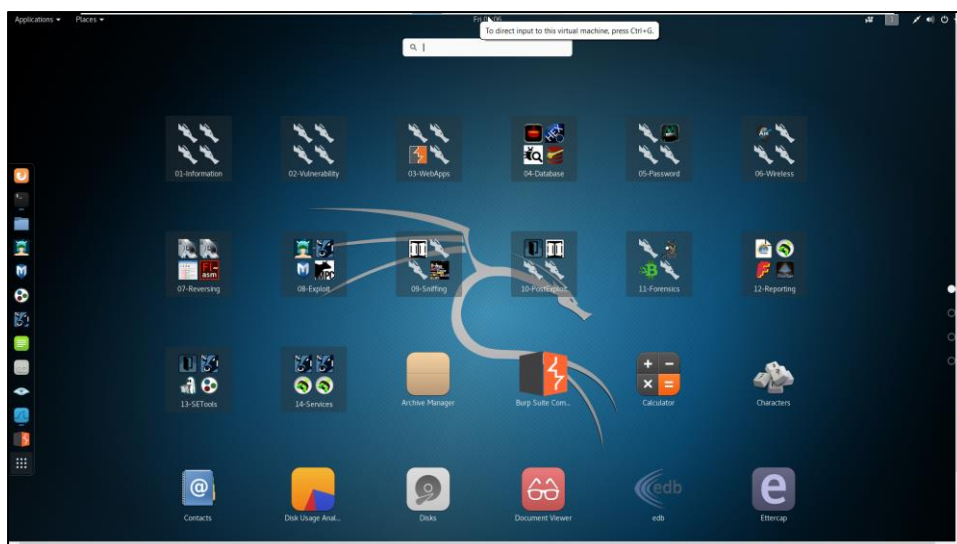 Applications Places
To direct input to this virtual machine, press Ctrl+G.
01-Information 02-Vulnerability 03-WebApps 04-Database 05-Password 06-Wireless
07-Reversing 08-Exploit 09-Sniffing 10-PostExploit.. 11-Forensics 12-Reporting
13-SETools 14-Services Archive Manager Burp Suite Com... Calculator Characters
Contacts Disk Usage Anal... Disks Document Viewer edb Ettercap